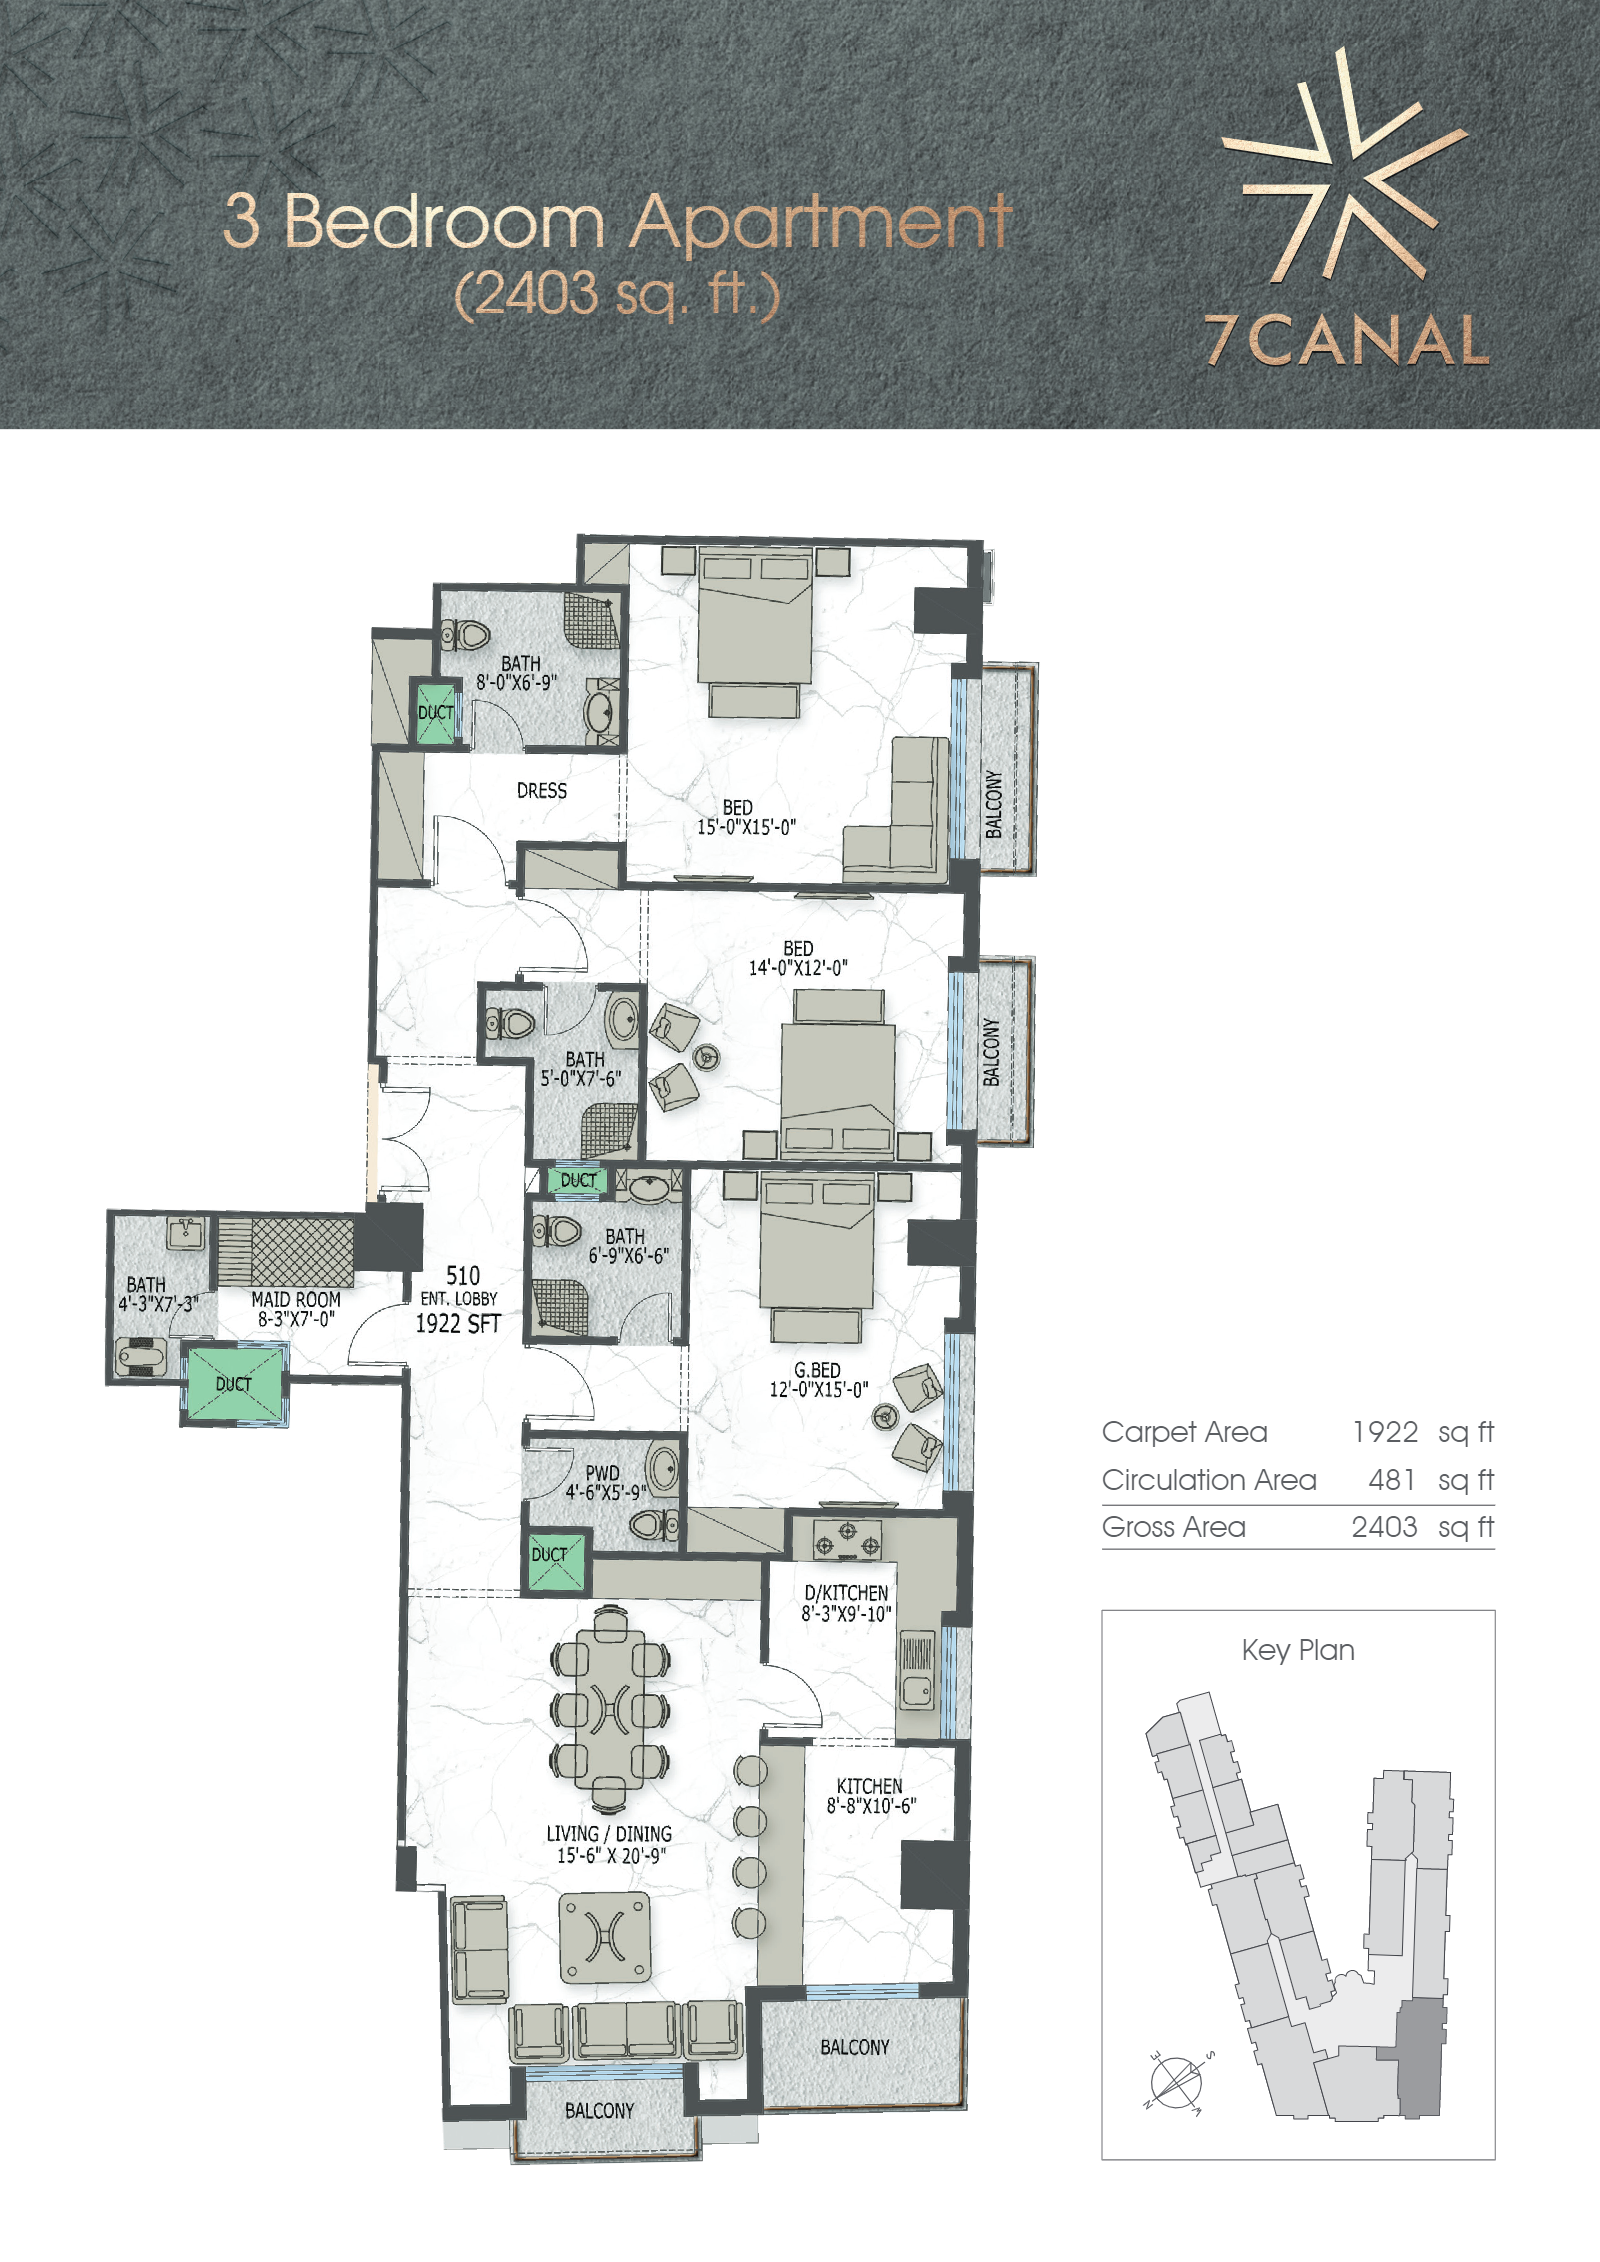 3 Bedroom Apartment
(2403 sq. ft.)
7CANAL
BATH
8'-0"X6'-9"
DUCT
DRESS
BED
15'-0"X15'-0"
BALCONY
BED
14'-0"X12'-0"
BALCONY
BATH
5'-0"X7'-6"
DUCT
BATH
6'-9"X6'-6"
510
ENT. LOBBY
1922 SFT
BATH
4'-3"X7'-3"
MAID ROOM
8-3"X7'-0"
DUCT
G.BED
12'-0"X15'-0"
PWD
4'-6"X5'-9"
DUCT
D/KITCHEN
8'-3"X9'-10"
KITCHEN
8'-8"X10'-6"
LIVING / DINING
15'-6" X 20'-9"
BALCONY
BALCONY
Carpet Area 1922 sq ft
Circulation Area 481 sq ft
Gross Area 2403 sq ft
Key Plan
E
S
N
W